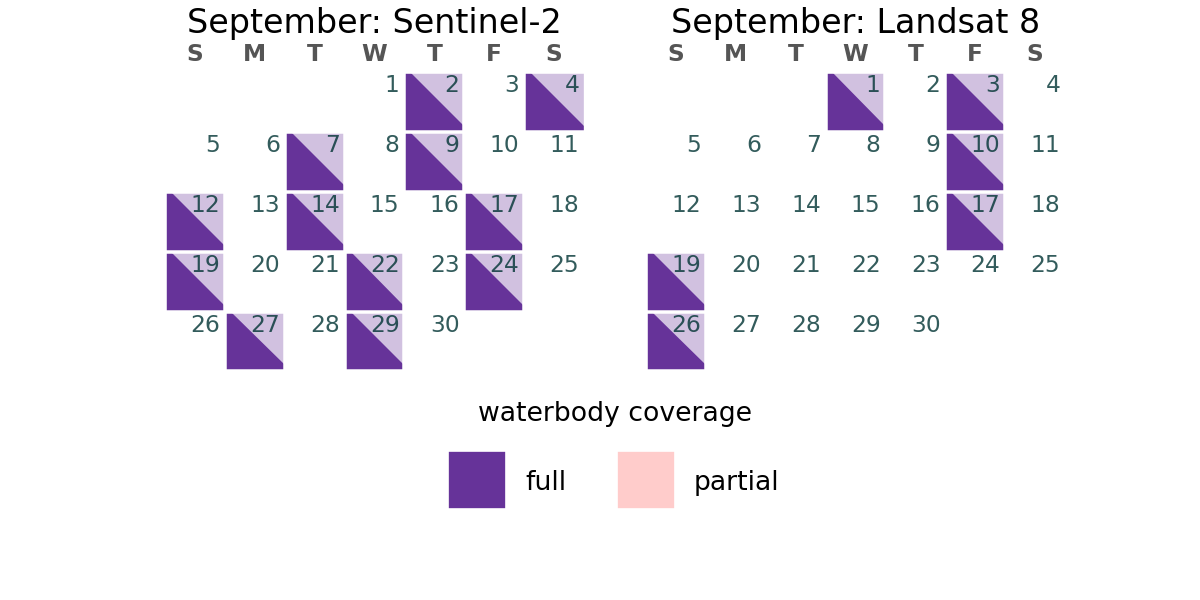 September: Sentinel-2
S M T W T F S
1 2 3 4
5 6 7 8 9 10 11
12 13 14 15 16 17 18
19 20 21 22 23 24 25
26 27 28 29 30
September: Landsat 8
S M T W T F S
1 2 3 4
5 6 7 8 9 10 11
12 13 14 15 16 17 18
19 20 21 22 23 24 25
26 27 28 29 30
waterbody coverage
full partial